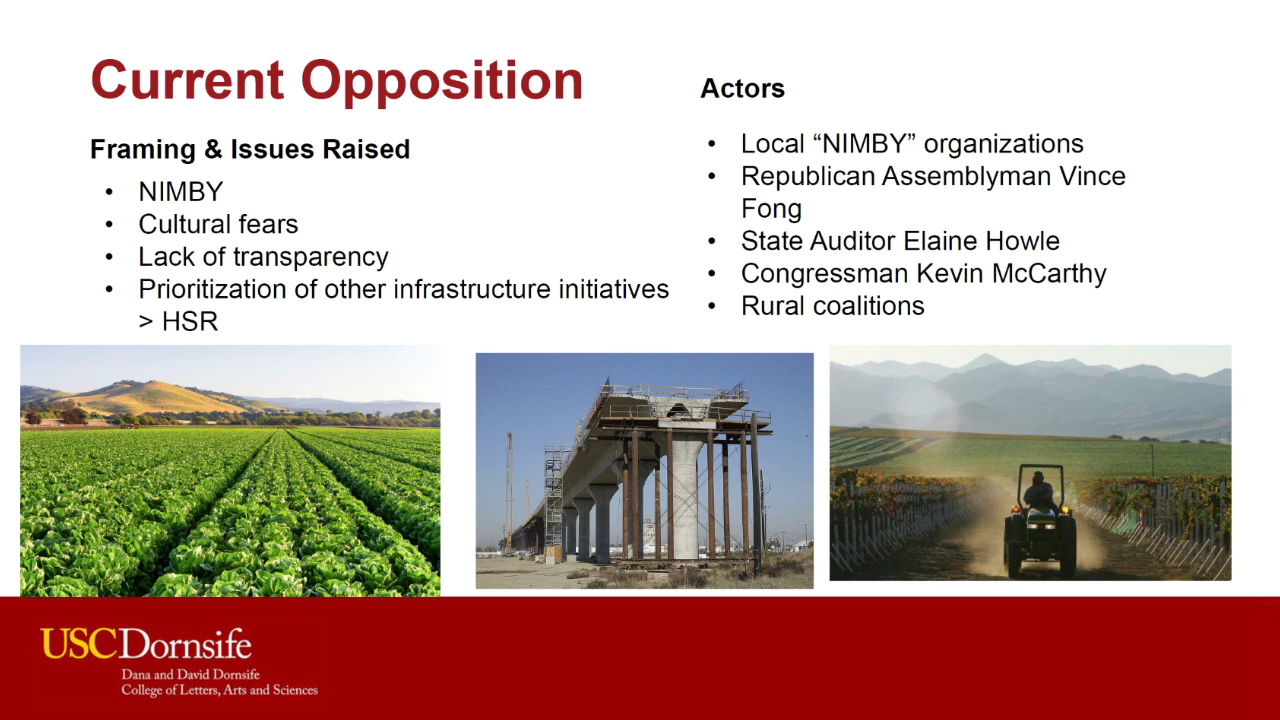 Current Opposition
Framing & Issues Raised
• NIMBY
• Cultural fears
• Lack of transparency
• Prioritization of other infrastructure initiatives
> HSR
Actors
• Local “NIMBY” organizations
• Republican Assemblyman Vince
Fong
• State Auditor Elaine Howle
• Congressman Kevin McCarthy
• Rural coalitions
USCDornsife
Dana and David Dornsife
College of Letters, Arts and Sciences